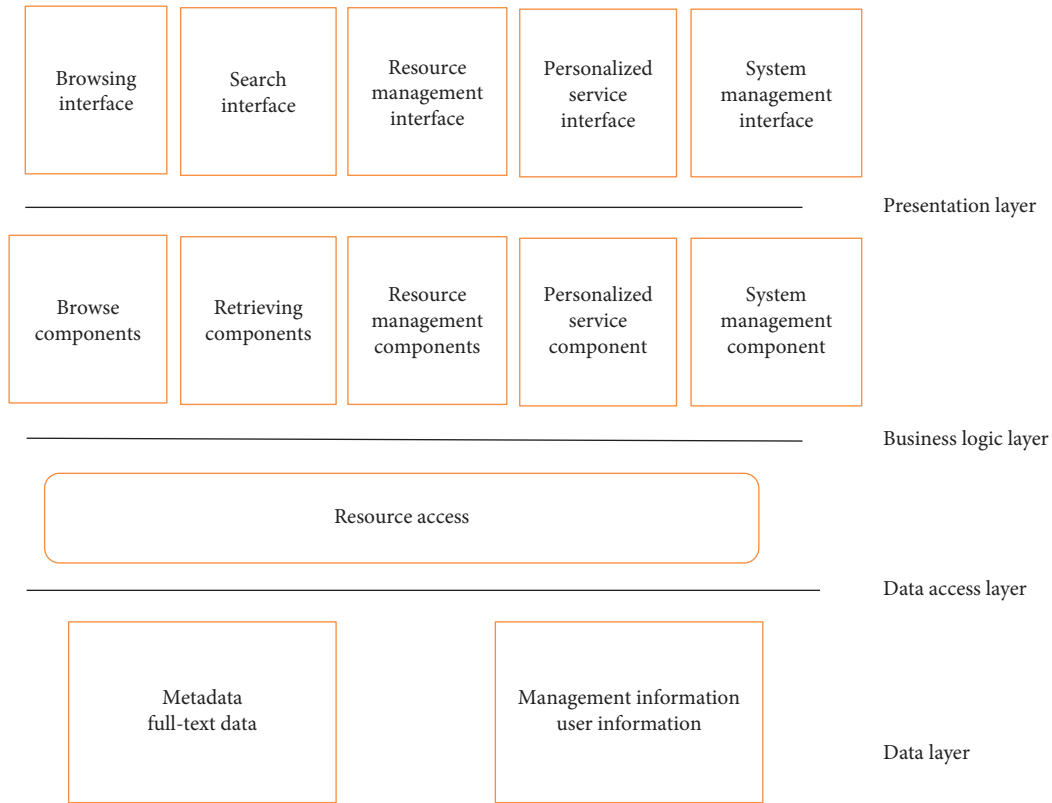 Browsing
interface
Search
interface
Resource
management
interface
Personalized
service
interface
System
management
interface
Presentation layer
Browse
components
Retrieving
components
Resource
management
components
Personalized
service
component
System
management
component
Business logic layer
Resource access
Data access layer
Metadata
full-text data
Management information
user information
Data layer